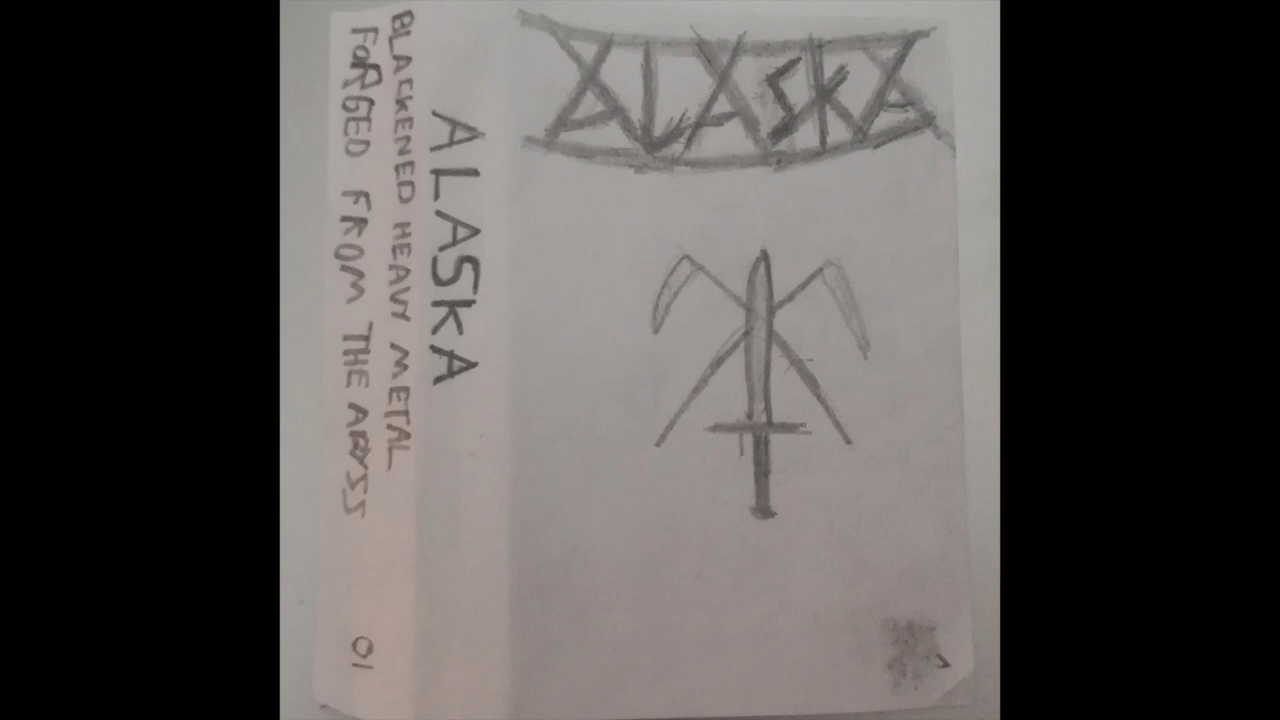 ALASKA
ALASKA
BLACKENED HEAVY METAL
FORGED FROM THE ABYSS
01